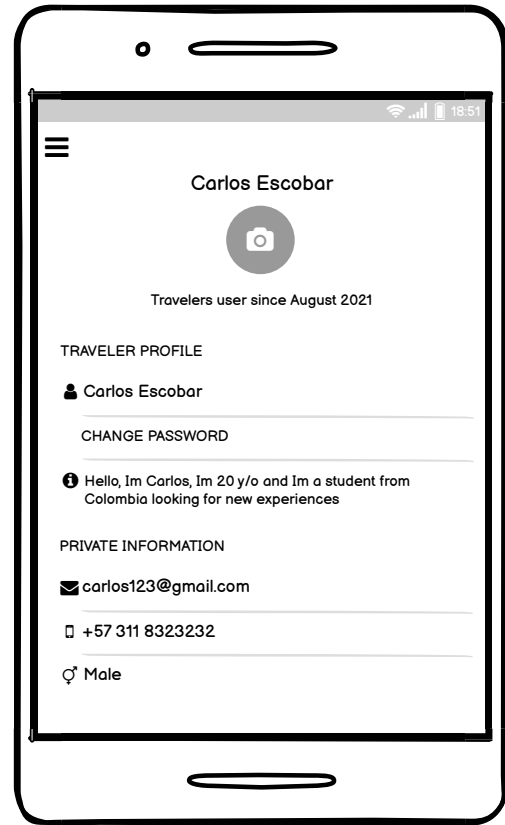 18:51
Carlos Escobar
Travelers user since August 2021
TRAVELER PROFILE
Carlos Escobar
CHANGE PASSWORD
Hello, Im Carlos, Im 20 y/o and Im a student from
Colombia looking for new experiences
PRIVATE INFORMATION
carlos123@gmail.com
+57 311 8323232
Male